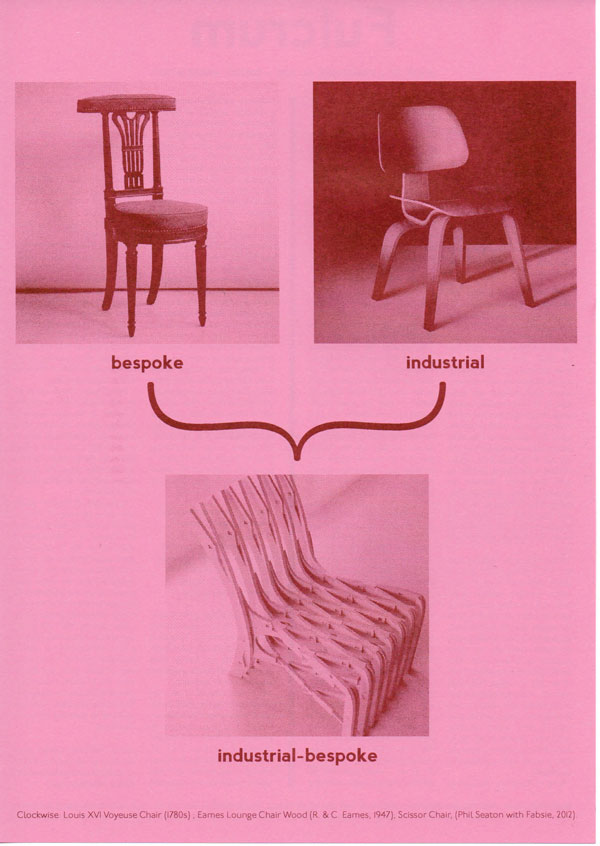 Fulcrum
bespoke
industrial
industrial-bespoke
Clockwise: Louis XVI Voyeuse Chair (1780s) ; Eames Lounge Chair Wood (R. & C. Eames, 1947), Scissor Chair, (Phil Seaton with Fabsie, 2012).